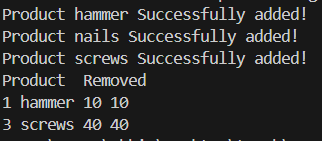 Product hammer Successfully added!
Product nails Successfully added!
Product screws Successfully added!
Product  Removed
1 hammer 10 10
3 screws 40 40